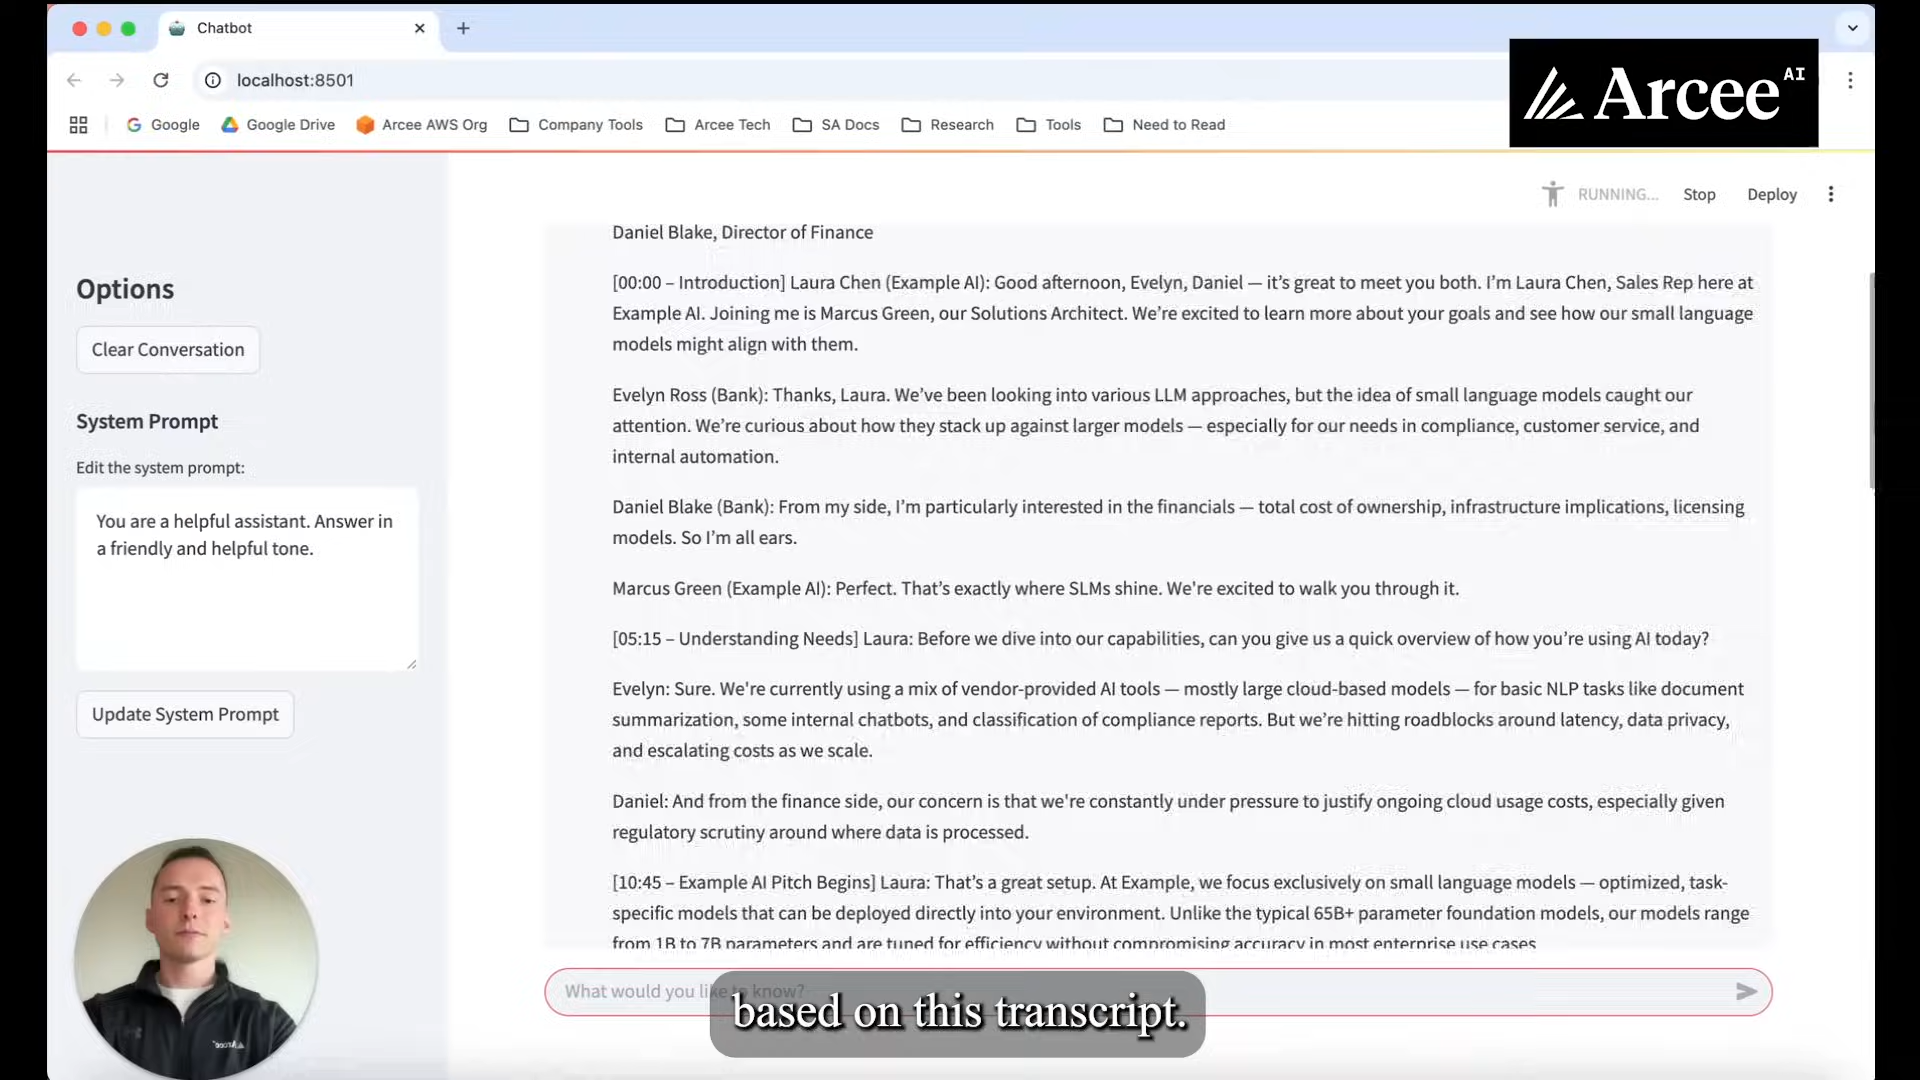 Chatbot
localhost:8501
Arcee AI
Google
Google Drive
Arcee AWS Org
Company Tools
Arcee Tech
SA Docs
Research
Tools
Need to Read
RUNNING...
Stop
Deploy
Options
Clear Conversation
System Prompt
Edit the system prompt:
You are a helpful assistant. Answer in
a friendly and helpful tone.
Update System Prompt
Daniel Blake, Director of Finance
[00:00 – Introduction] Laura Chen (Example AI): Good afternoon, Evelyn, Daniel — it’s great to meet you both. I’m Laura Chen, Sales Rep here at
Example AI. Joining me is Marcus Green, our Solutions Architect. We’re excited to learn more about your goals and see how our small language
models might align with them.
Evelyn Ross (Bank): Thanks, Laura. We’ve been looking into various LLM approaches, but the idea of small language models caught our
attention. We’re curious about how they stack up against larger models — especially for our needs in compliance, customer service, and
internal automation.
Daniel Blake (Bank): From my side, I’m particularly interested in the financials — total cost of ownership, infrastructure implications, licensing
models. So I’m all ears.
Marcus Green (Example AI): Perfect. That’s exactly where SLMs shine. We're excited to walk you through it.
[05:15 – Understanding Needs] Laura: Before we dive into our capabilities, can you give us a quick overview of how you’re using AI today?
Evelyn: Sure. We're currently using a mix of vendor-provided AI tools — mostly large cloud-based models — for basic NLP tasks like document
summarization, some internal chatbots, and classification of compliance reports. But we’re hitting roadblocks around latency, data privacy,
and escalating costs as we scale.
Daniel: And from the finance side, our concern is that we're constantly under pressure to justify ongoing cloud usage costs, especially given
regulatory scrutiny around where data is processed.
[10:45 – Example AI Pitch Begins] Laura: That’s a great setup. At Example, we focus exclusively on small language models — optimized, task-
specific models that can be deployed directly into your environment. Unlike the typical 65B+ parameter foundation models, our models range
from 1B to 7B parameters and are tuned for efficiency without compromising accuracy in most enterprise use cases
What would you like to know?
based on this transcript.
Arcee